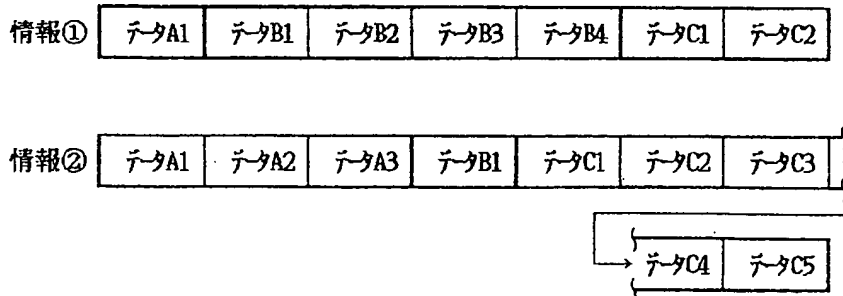 情報① データA1 データB1 データB2 データB3 データB4 データC1 データC2
情報② データA1 データA2 データA3 データB1 データC1 データC2 データC3
データC4 データC5